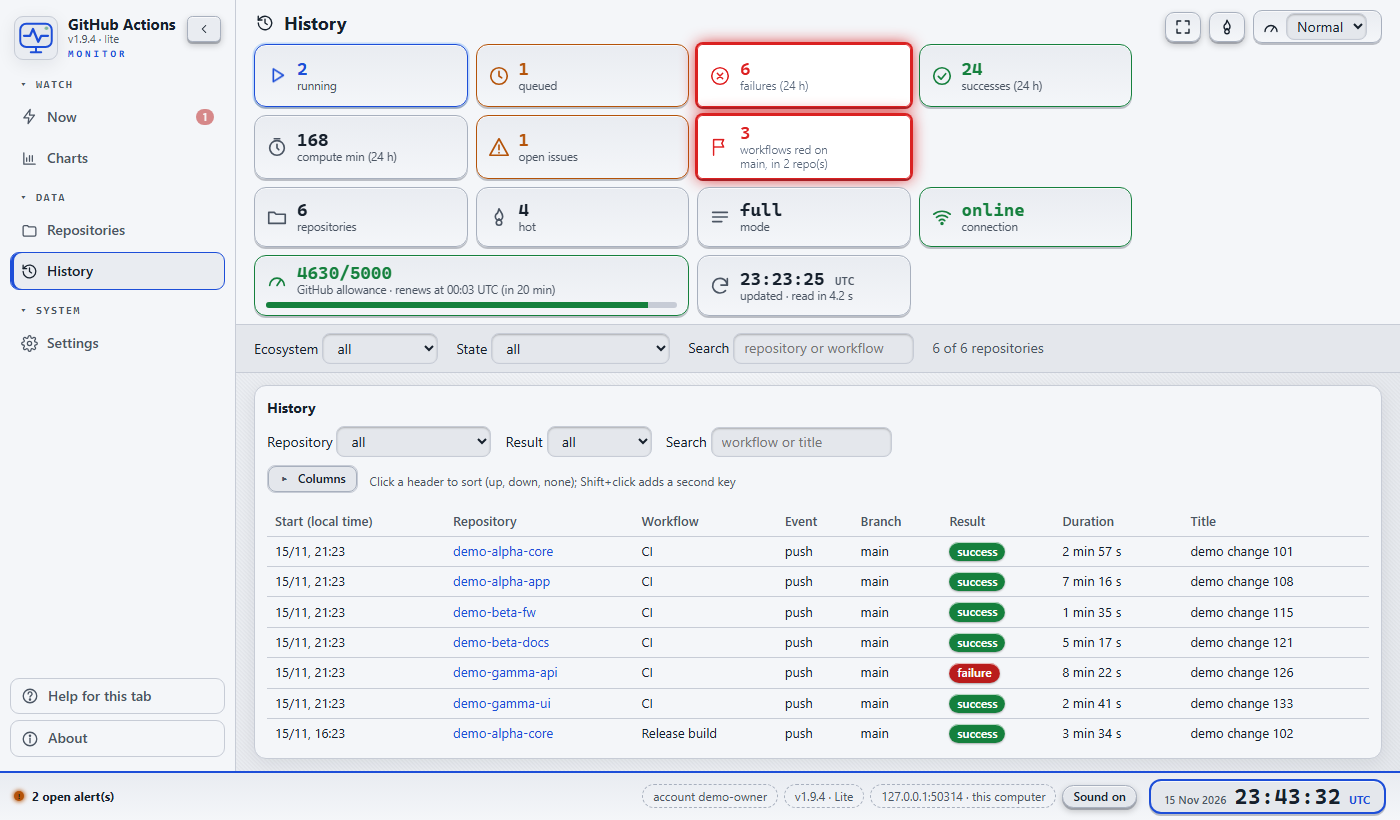 GitHub Actions
v1.9.4 · lite
MONITOR
WATCH
Now
1
Charts
DATA
Repositories
History
SYSTEM
Settings
Help for this tab
About
History
Normal
2
running
1
queued
6
failures (24 h)
24
successes (24 h)
168
compute min (24 h)
1
open issues
3
workflows red on
main, in 2 repo(s)
6
repositories
4
hot
full
mode
online
connection
4630/5000
GitHub allowance · renews at 00:03 UTC (in 20 min)
23:23:25 UTC
updated · read in 4.2 s
Ecosystem all State all Search repository or workflow 6 of 6 repositories
History
Repository all Result all Search workflow or title
Columns Click a header to sort (up, down, none); Shift+click adds a second key
Start (local time) Repository Workflow Event Branch Result Duration Title
15/11, 21:23 demo-alpha-core CI push main success 2 min 57 s demo change 101
15/11, 21:23 demo-alpha-app CI push main success 7 min 16 s demo change 108
15/11, 21:23 demo-beta-fw CI push main success 1 min 35 s demo change 115
15/11, 21:23 demo-beta-docs CI push main success 5 min 17 s demo change 121
15/11, 21:23 demo-gamma-api CI push main failure 8 min 22 s demo change 126
15/11, 21:23 demo-gamma-ui CI push main success 2 min 41 s demo change 133
15/11, 16:23 demo-alpha-core Release build push main success 3 min 34 s demo change 102
2 open alert(s)
account demo-owner
v1.9.4 · Lite
127.0.0.1:50314 · this computer
Sound on
15 Nov 2026 23:43:32 UTC